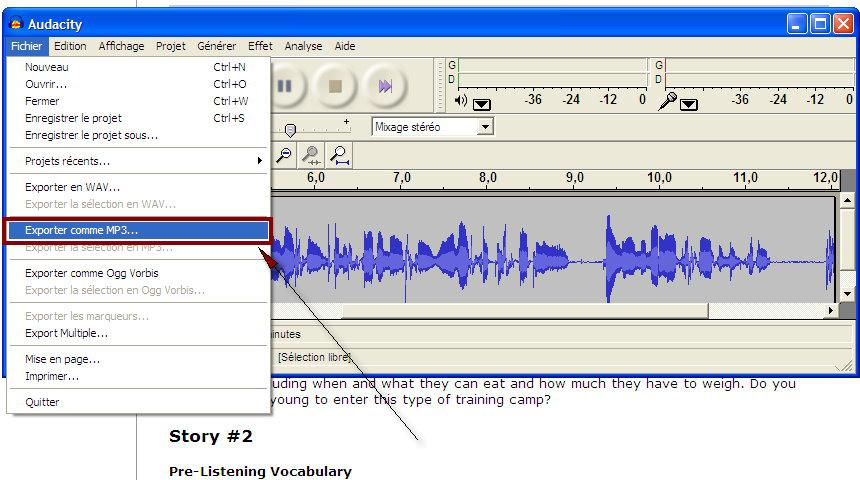 Audacity
Fichier Edition Affichage Projet Générer Effet Analyse Aide
Nouveau Ctrl+N
Ouvrir... Ctrl+O
Fermer Ctrl+W
Enregistrer le projet Ctrl+S
Enregistrer le projet sous...
Projets récents...
Exporter en WAV...
Exporter la sélection en WAV...
Exporter comme MP3...
Exporter la sélection en MP3...
Exporter comme Ogg Vorbis
Exporter la sélection en Ogg Vorbis...
Exporter les marqueurs...
Export Multiple...
Mise en page...
Imprimer...
Quitter
G
D
-36 -24 -12 0
G
D
-36 -24 -12 0
- +
Mixage stéréo
6,0 7,0 8,0 9,0 10,0 11,0 12,0
inutes
[Sélection libre]
uding when and what they can eat and how much they have to weigh. Do you
young to enter this type of training camp?
Story #2
Pre-Listening Vocabulary